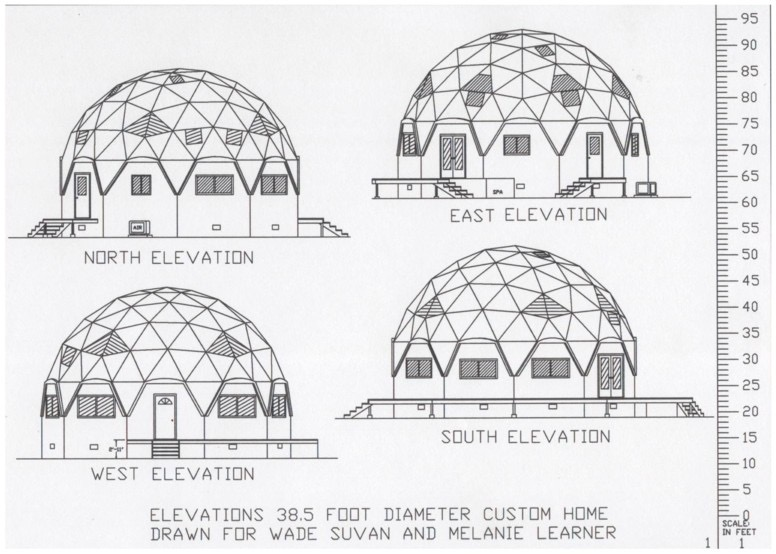 NORTH ELEVATION
AIR
EAST ELEVATION
SPA
WEST ELEVATION
SOUTH ELEVATION
ELEVATIONS 38.5 FOOT DIAMETER CUSTOM HOME
DRAWN FOR WADE SUVAN AND MELANIE LEARNER
95
90
85
80
75
70
65
60
55
50
45
40
35
30
25
20
15
10
5
0
SCALE
IN FEET
1
1